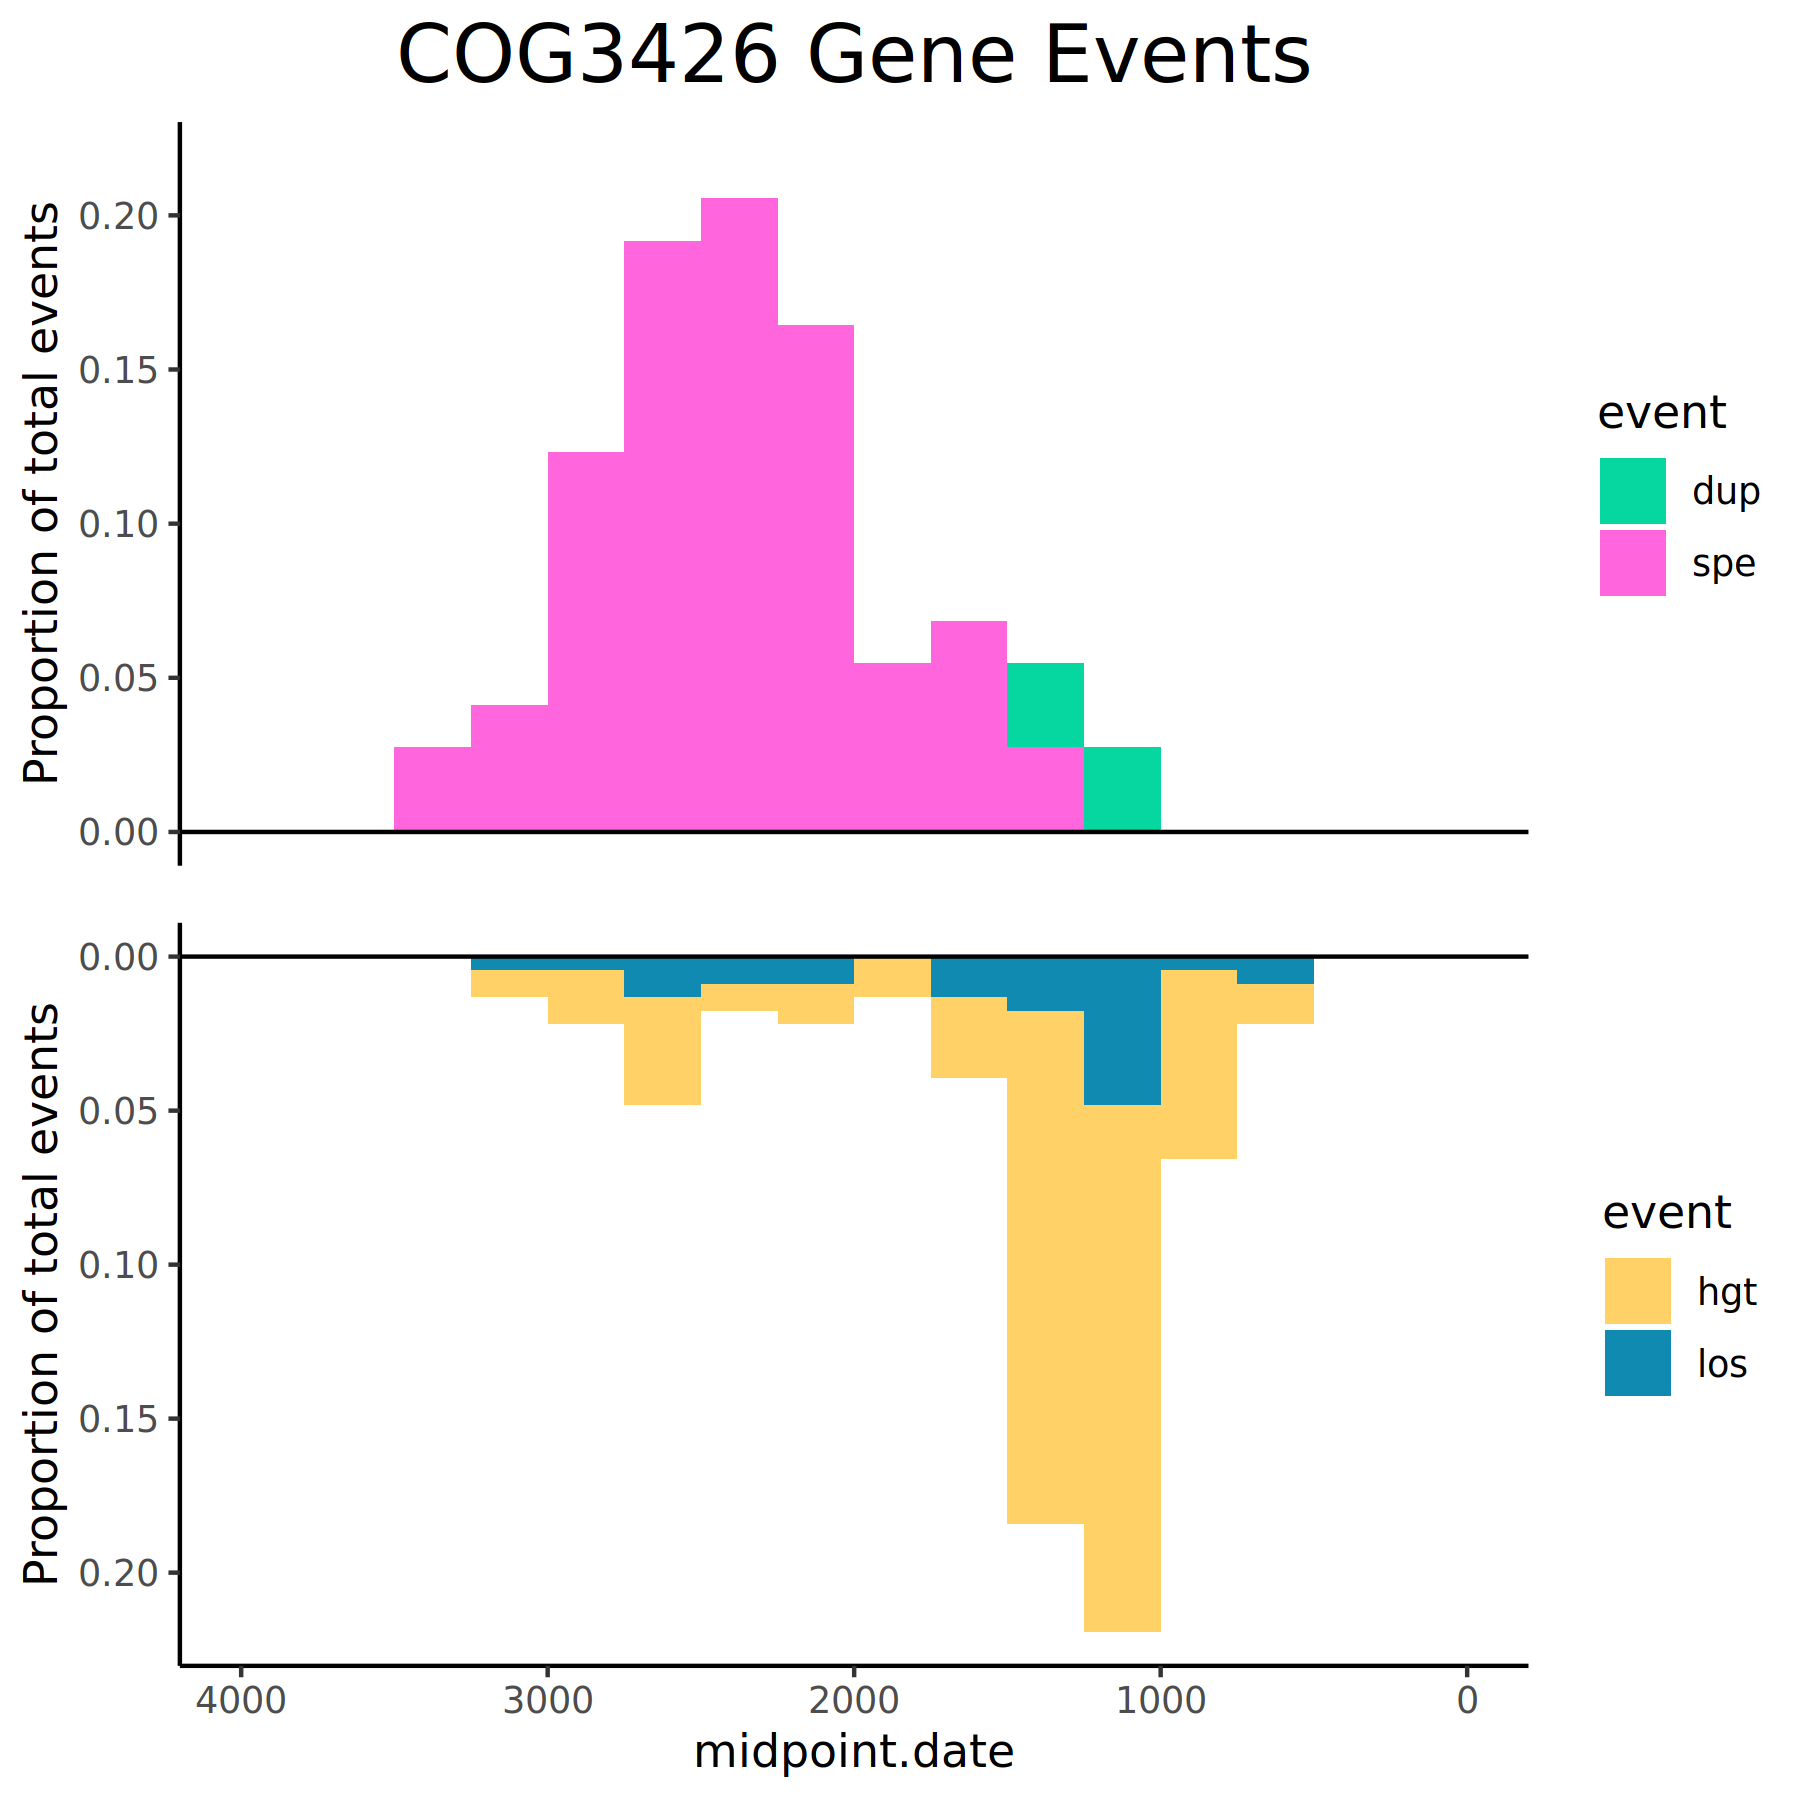 COG3426 Gene Events
Proportion of total events
0.20
0.15
0.10
0.05
0.00
event
dup
spe
Proportion of total events
0.00
0.05
0.10
0.15
0.20
event
hgt
los
4000 3000 2000 1000 0
midpoint.date